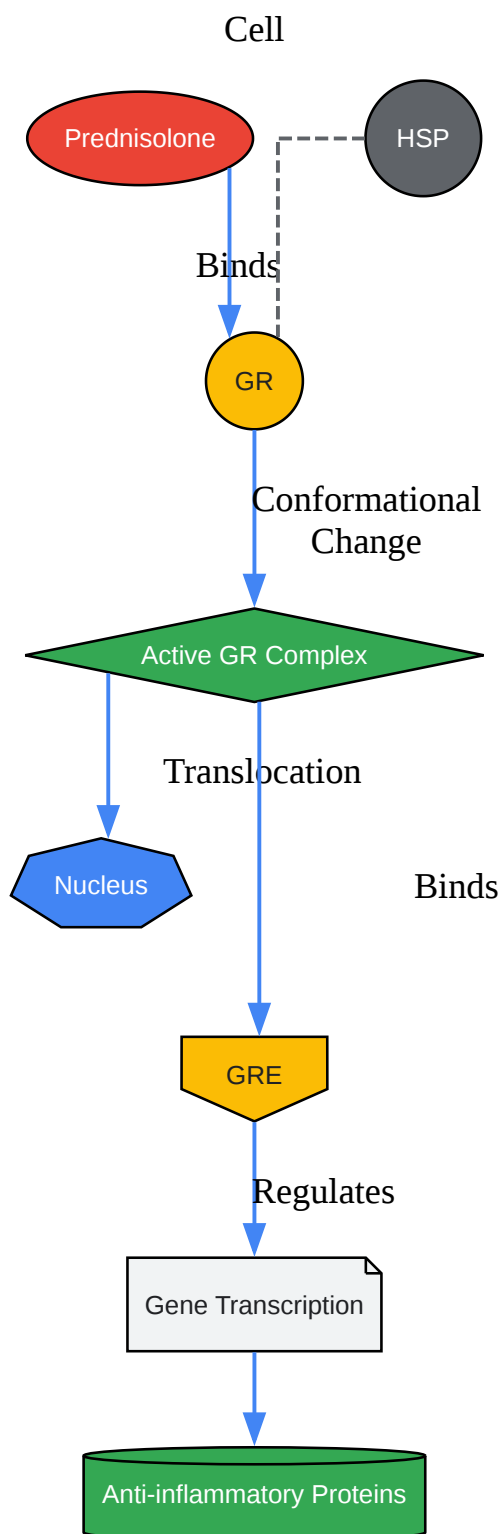 Cell
Prednisolone
HSP
Binds
GR
Conformational
Change
Active GR Complex
Translocation
Nucleus
Binds
GRE
Regulates
Gene Transcription
Anti-inflammatory Proteins